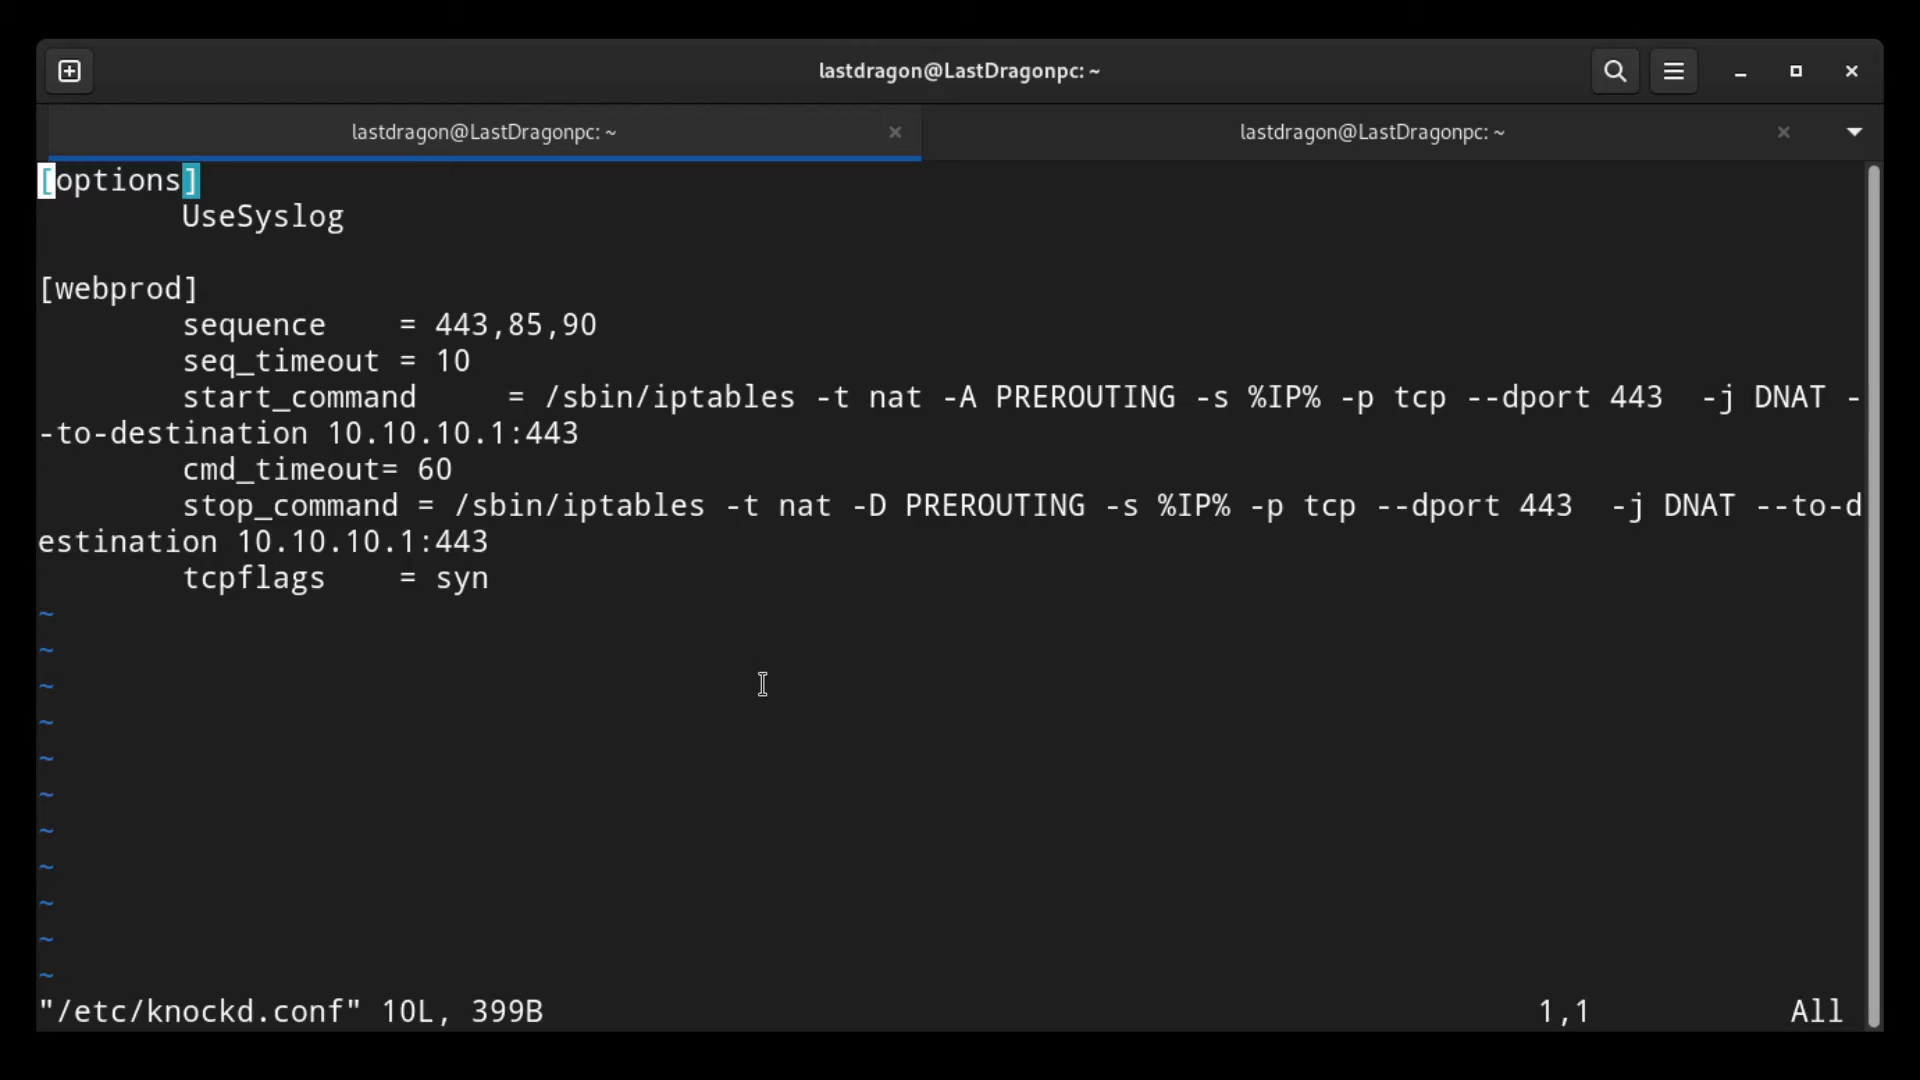 lastdragon@LastDragonpc: ~
lastdragon@LastDragonpc: ~
lastdragon@LastDragonpc: ~
[options]
        UseSyslog

[webprod]
        sequence    = 443,85,90
        seq_timeout = 10
        start_command     = /sbin/iptables -t nat -A PREROUTING -s %IP% -p tcp --dport 443  -j DNAT -
-to-destination 10.10.10.1:443
        cmd_timeout= 60
        stop_command = /sbin/iptables -t nat -D PREROUTING -s %IP% -p tcp --dport 443  -j DNAT --to-d
estination 10.10.10.1:443
        tcpflags    = syn
~
~
~
~
~
~
~
~
~
~
~
"/etc/knockd.conf" 10L, 399B 1,1 All